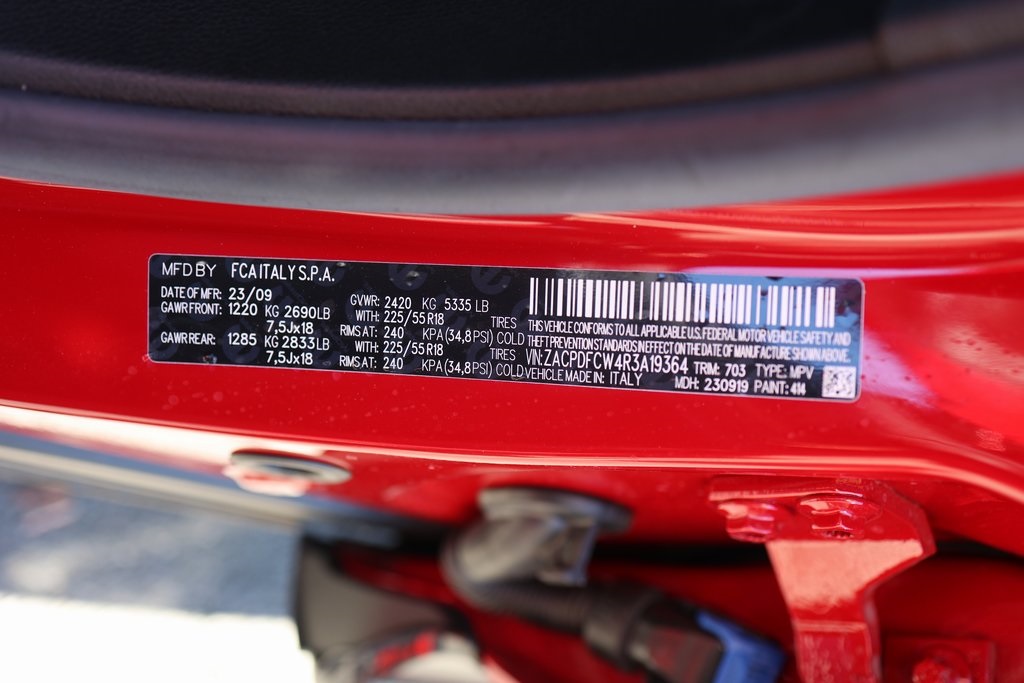 MFD BY FCA ITALY S.P.A.
DATE OF MFR: 23/09 GVWR: 2420 KG 5335 LB
GAWR FRONT: 1220 KG 2690LB WITH: 225/55 R18 TIRES
7,5Jx18 RIMS AT: 240 KPA (34,8 PSI) COLD
GAWR REAR: 1285 KG 2833LB WITH: 225/55 R18 TIRES
7,5Jx18 RIMS AT: 240 KPA (34,8 PSI) COLD
THIS VEHICLE CONFORMS TO ALL APPLICABLE U.S. FEDERAL MOTOR VEHICLE SAFETY AND
THEFT PREVENTION STANDARDS IN EFFECT ON THE DATE OF MANUFACTURE SHOWN ABOVE.
VIN: ZACPDFCW4R3A19364 TRIM: 703 TYPE: MPV
VEHICLE MADE IN: ITALY MDH: 230919 PAINT: 414